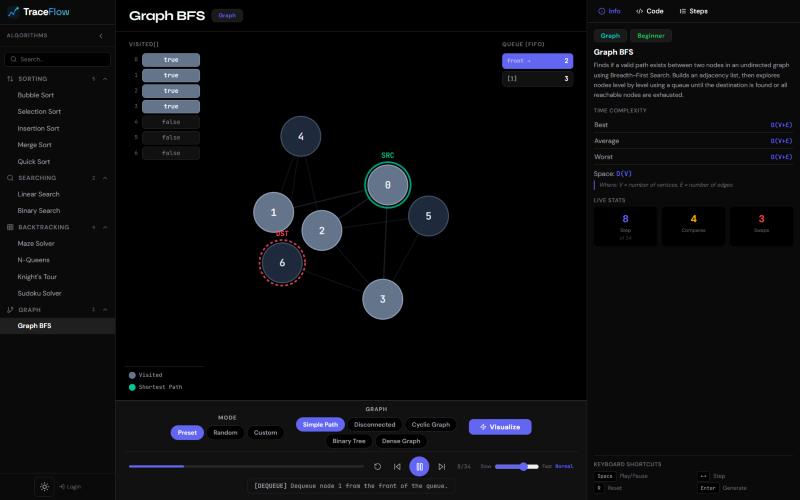 TraceFlow
ALGORITHMS
Search...
SORTING 5
Bubble Sort
Selection Sort
Insertion Sort
Merge Sort
Quick Sort
SEARCHING 2
Linear Search
Binary Search
BACKTRACKING 4
Maze Solver
N-Queens
Knight's Tour
Sudoku Solver
GRAPH
Graph BFS
Login
Graph BFS Graph
VISITED[]
0 true
1 true
2 true
3 true
4 false
5 false
6 false
QUEUE (FIFO)
Front → 2
[1] 3
4
SRC
0
1
2
5
DST
6
3
Visited
Shortest Path
MODE
Preset Random Custom
GRAPH
Simple Path Disconnected Cyclic Graph
Binary Tree Dense Graph
Visualize
8/34 Slow Fast Normal
[DEQUEUE] Dequeue node 1 from the front of the queue.
Info Code Steps
Graph Beginner
Graph BFS
Finds if a valid path exists between two nodes in an undirected graph
using Breadth-First Search. Builds an adjacency list, then explores
nodes level by level using a queue until the destination is found or all
reachable nodes are exhausted.
TIME COMPLEXITY
Best O(V+E)
Average O(V+E)
Worst O(V+E)
Space: O(V)
Where: V = number of vertices, E = number of edges
LIVE STATS
8
Step
of 34
4
Compares
3
Swaps
KEYBOARD SHORTCUTS
Space Play/Pause
←→ Step
R Reset
Enter Generate